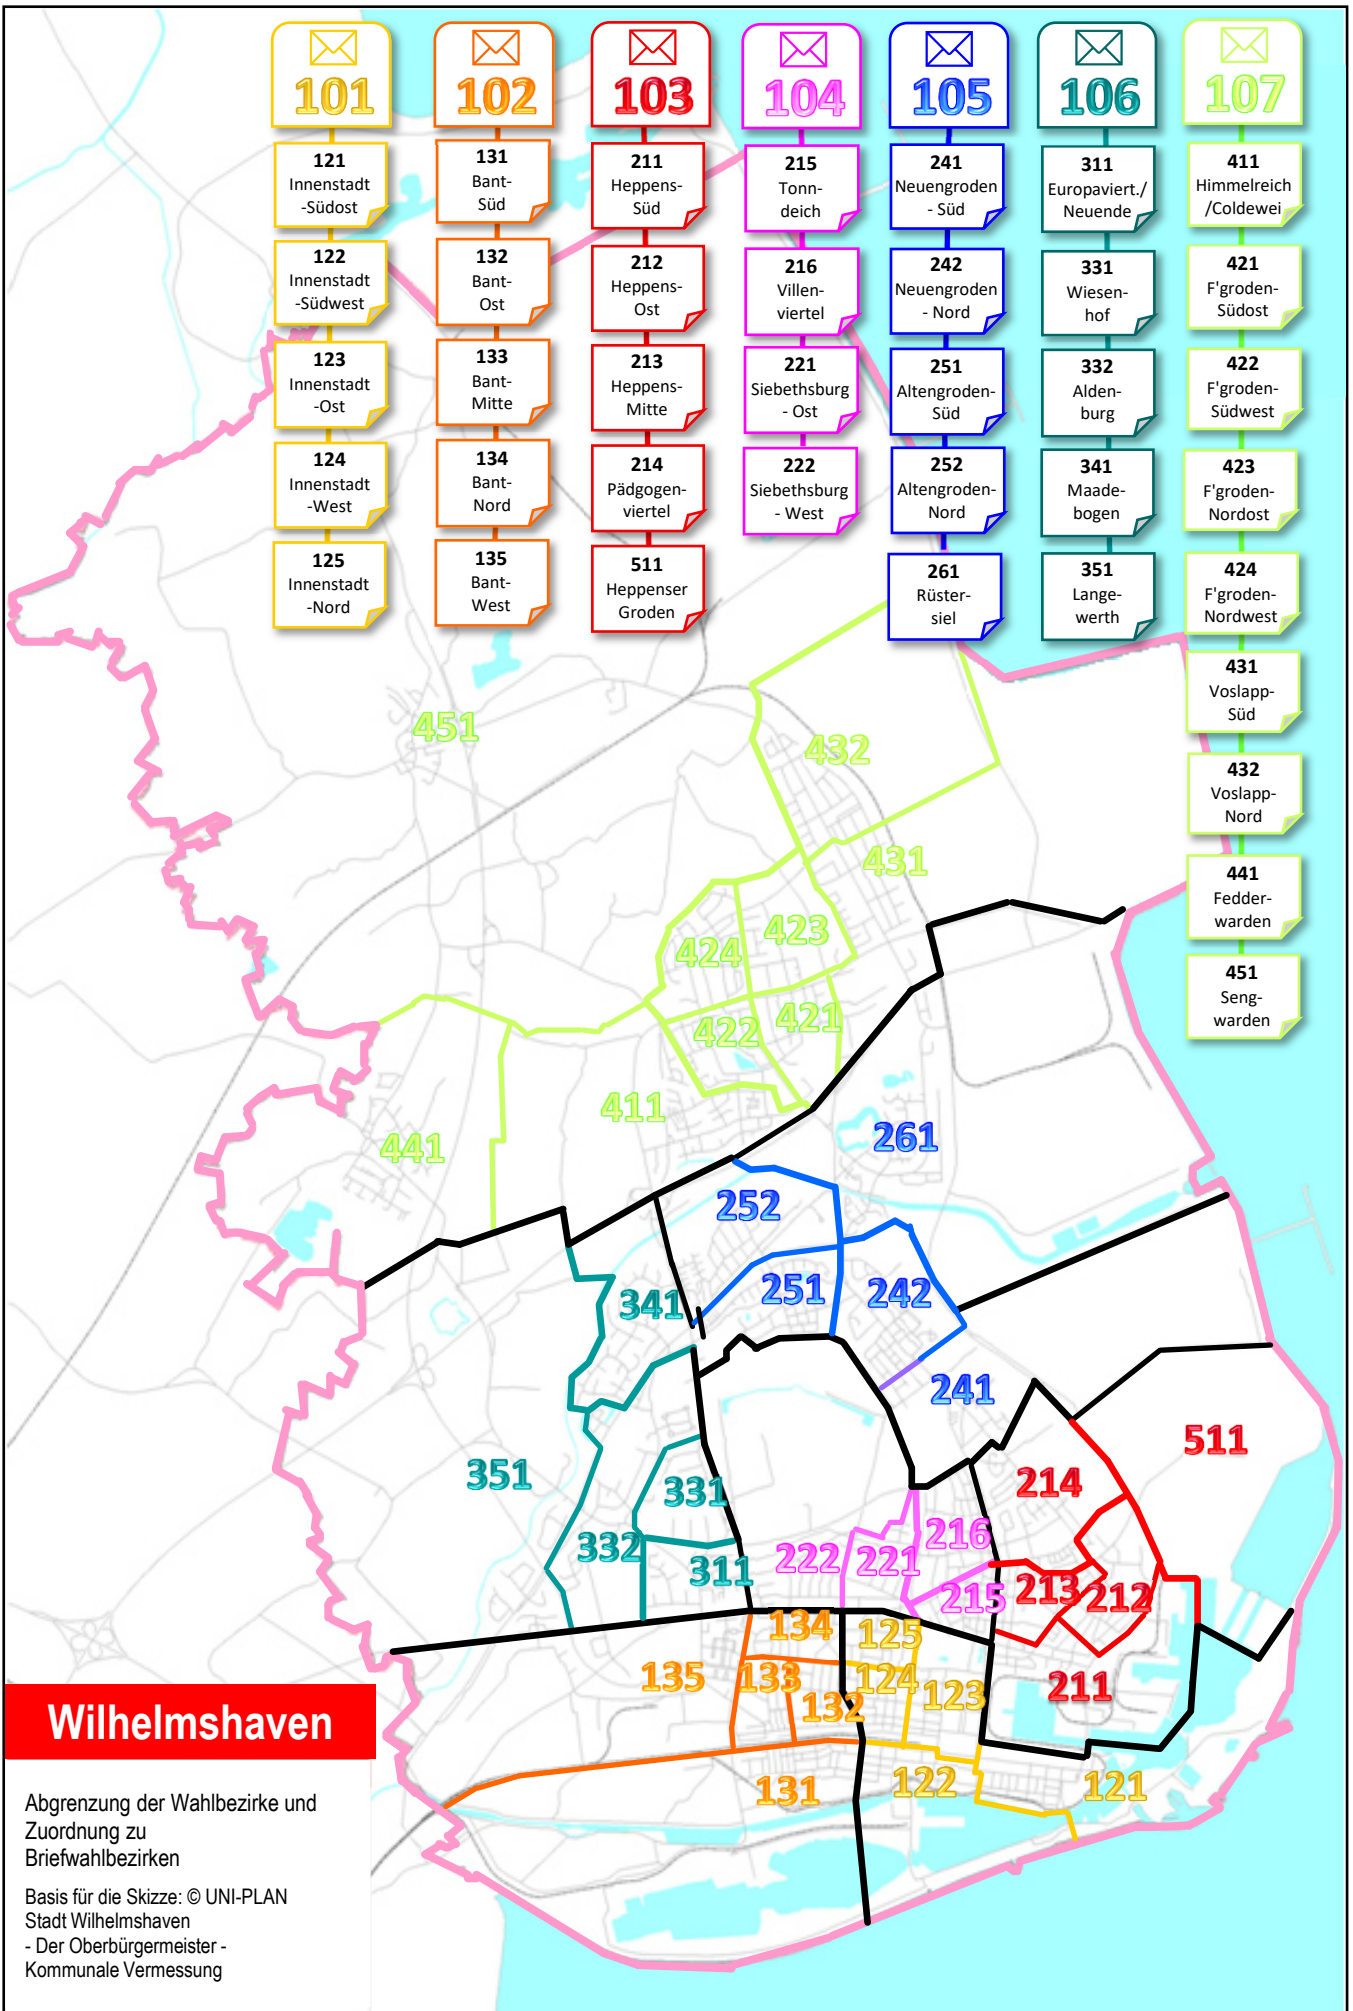 101
121
Innenstadt
-Südost
122
Innenstadt
-Südwest
123
Innenstadt
-Ost
124
Innenstadt
-West
125
Innenstadt
-Nord
102
131
Bant-
Süd
132
Bant-
Ost
133
Bant-
Mitte
134
Bant-
Nord
135
Bant-
West
103
211
Heppens-
Süd
212
Heppens-
Ost
213
Heppens-
Mitte
214
Pädgogen-
viertel
511
Heppenser
Groden
104
215
Tonn-
deich
216
Villen-
viertel
221
Siebethsburg
- Ost
222
Siebethsburg
- West
105
241
Neuengroden
- Süd
242
Neuengroden
- Nord
251
Altengroden-
Süd
252
Altengroden-
Nord
261
Rüster-
siel
106
311
Europaviert./
Neuende
331
Wiesen-
hof
332
Alden-
burg
341
Maade-
bogen
351
Lange-
werth
107
411
Himmelreich
/Coldewei
421
F'groden-
Südost
422
F'groden-
Südwest
423
F'groden-
Nordost
424
F'groden-
Nordwest
431
Voslapp-
Süd
432
Voslapp-
Nord
441
Fedder-
warden
451
Seng-
warden
451
432
431
423
424
421
422
411
441
261
252
251
242
341
241
511
351
331
214
216
332
311
222
221
215
213
212
134
125
135
133
124
123
132
211
131
122
121
Wilhelmshaven
Abgrenzung der Wahlbezirke und
Zuordnung zu
Briefwahlbezirken
Basis für die Skizze: © UNI-PLAN
Stadt Wilhelmshaven
- Der Oberbürgermeister -
Kommunale Vermessung